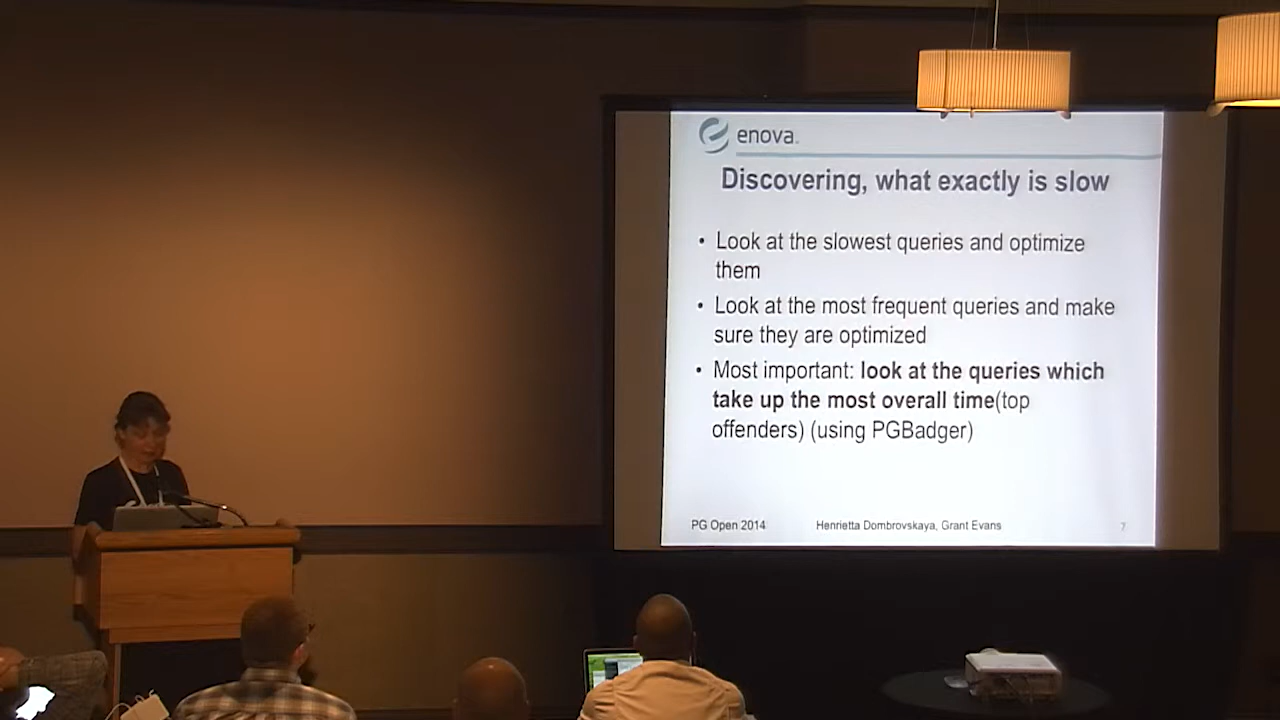 enova
Discovering, what exactly is slow
• Look at the slowest queries and optimize
them
• Look at the most frequent queries and make
sure they are optimized
• Most important: look at the queries which
take up the most overall time(top
offenders) (using PGBadger)
PG Open 2014 Henrietta Dombrovskaya, Grant Evans 7